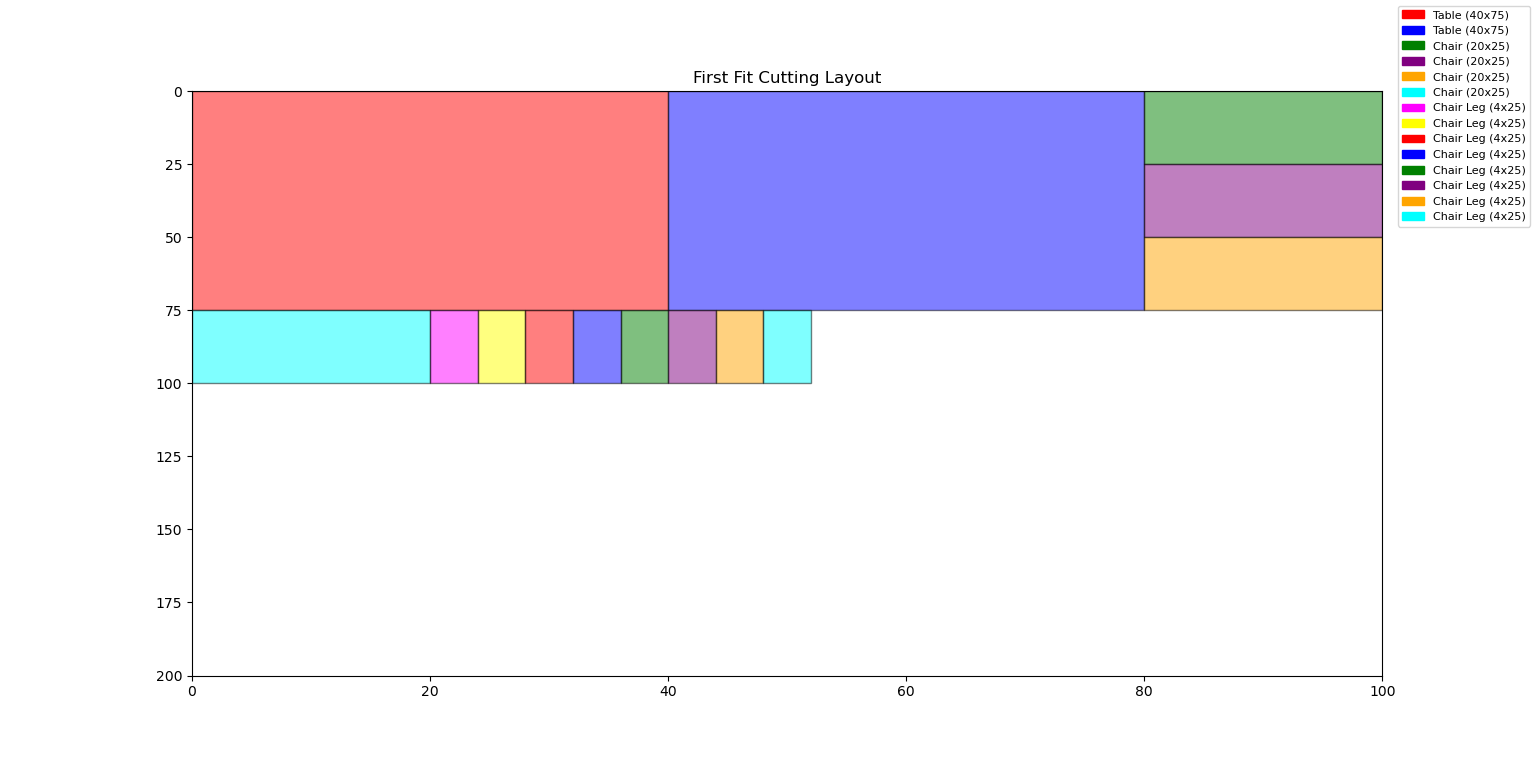 First Fit Cutting Layout
Table (40x75)
Table (40x75)
Chair (20x25)
Chair (20x25)
Chair (20x25)
Chair (20x25)
Chair Leg (4x25)
Chair Leg (4x25)
Chair Leg (4x25)
Chair Leg (4x25)
Chair Leg (4x25)
Chair Leg (4x25)
Chair Leg (4x25)
Chair Leg (4x25)
0
25
50
75
100
125
150
175
200
0 20 40 60 80 100